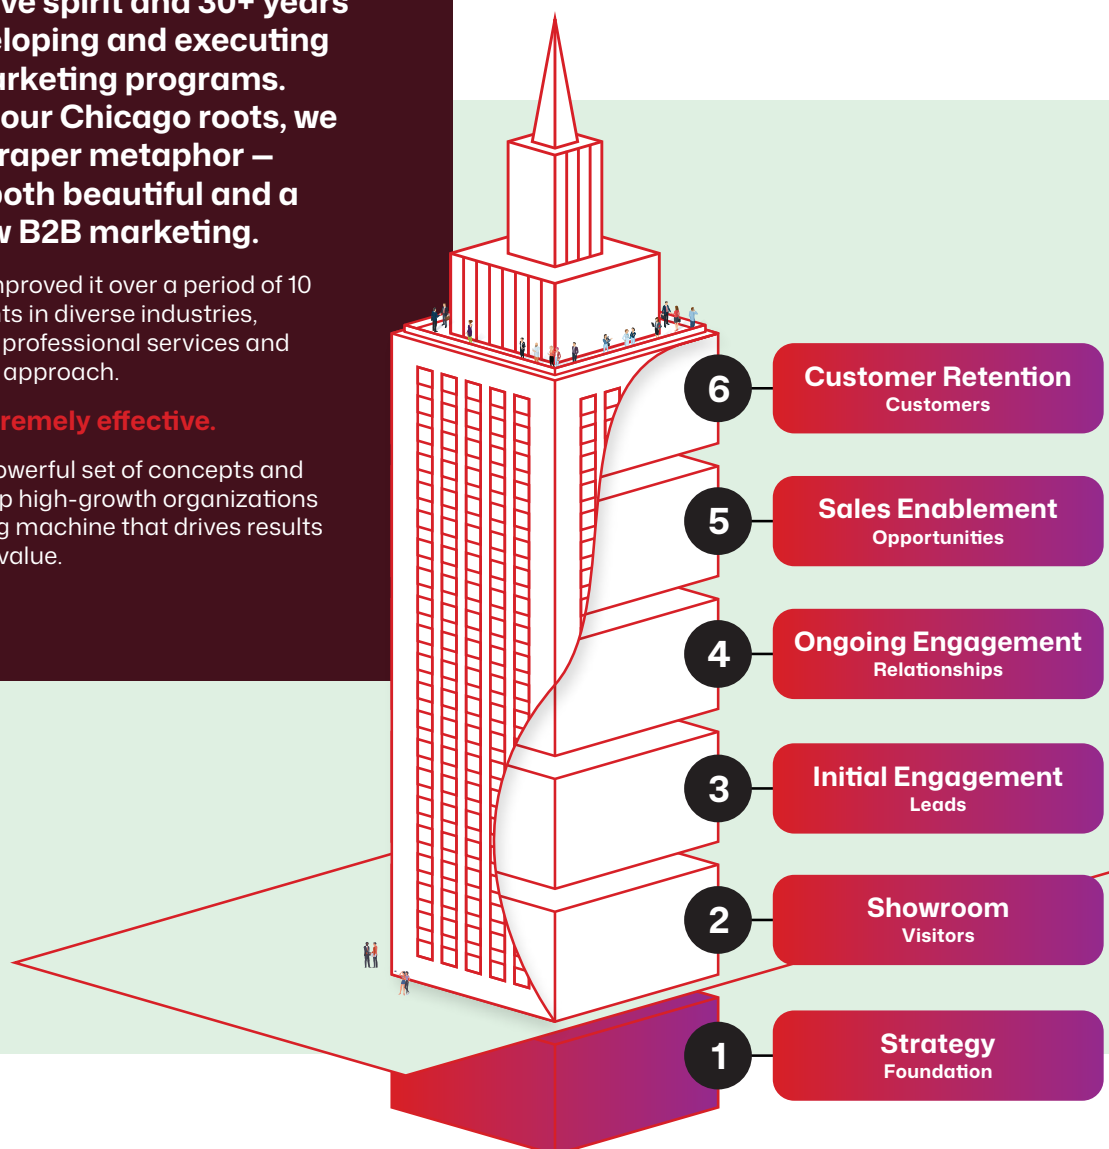 ve spirit and 30+ years
eloping and executing
arketing programs.
our Chicago roots, we
raper metaphor —
both beautiful and a
w B2B marketing.
mproved it over a period of 10
nts in diverse industries,
professional services and
approach.
remely effective.
owerful set of concepts and
p high-growth organizations
g machine that drives results
value.
6
Customer Retention
Customers
5
Sales Enablement
Opportunities
4
Ongoing Engagement
Relationships
3
Initial Engagement
Leads
2
Showroom
Visitors
1
Strategy
Foundation